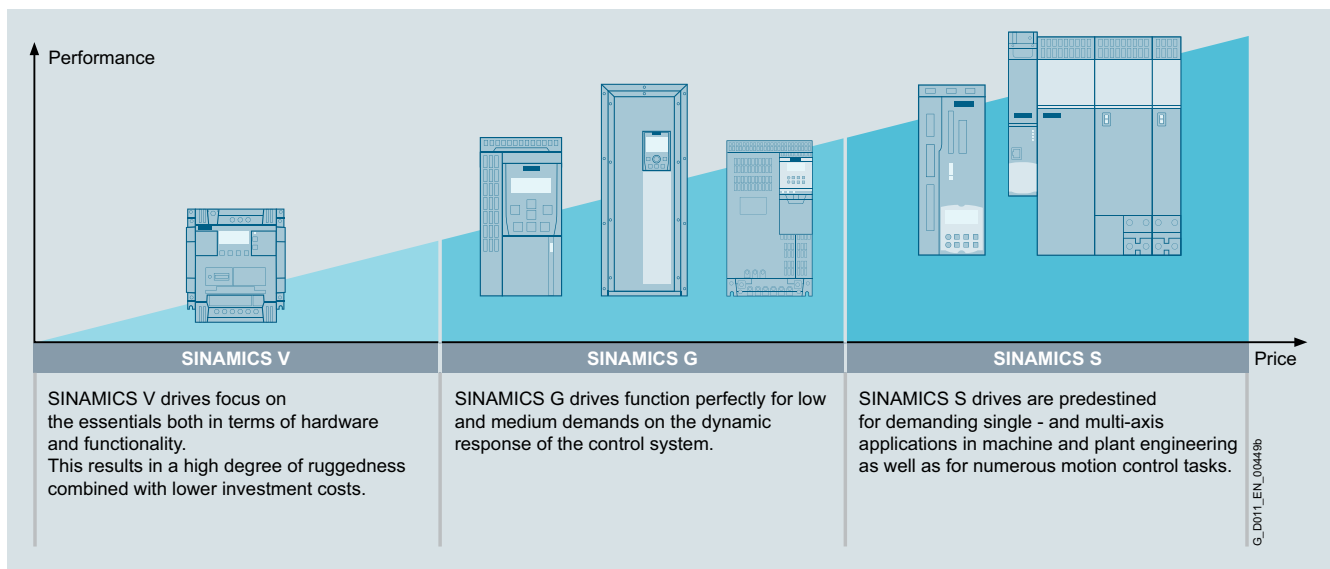 Performance
SINAMICS V
SINAMICS G
SINAMICS S
Price
SINAMICS V drives focus on
the essentials both in terms of hardware
and functionality.
This results in a high degree of ruggedness
combined with lower investment costs.
SINAMICS G drives function perfectly for low
and medium demands on the dynamic
response of the control system.
SINAMICS S drives are predestined
for demanding single - and multi-axis
applications in machine and plant engineering
as well as for numerous motion control tasks.
G_D011_EN_00449b